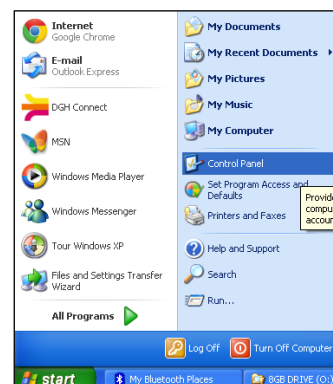 Internet
Google Chrome
E-mail
Outlook Express
DGH Connect
MSN
Windows Media Player
Windows Messenger
Tour Windows XP
Files and Settings Transfer
Wizard
All Programs
My Documents
My Recent Documents
My Pictures
My Music
My Computer
Control Panel
Set Program Access and
Defaults
Provide
compu
accour
Printers and Faxes
Help and Support
Search
Run...
Log Off
Turn Off Computer
start
My Bluetooth Places
8GB DRIVE (O:)